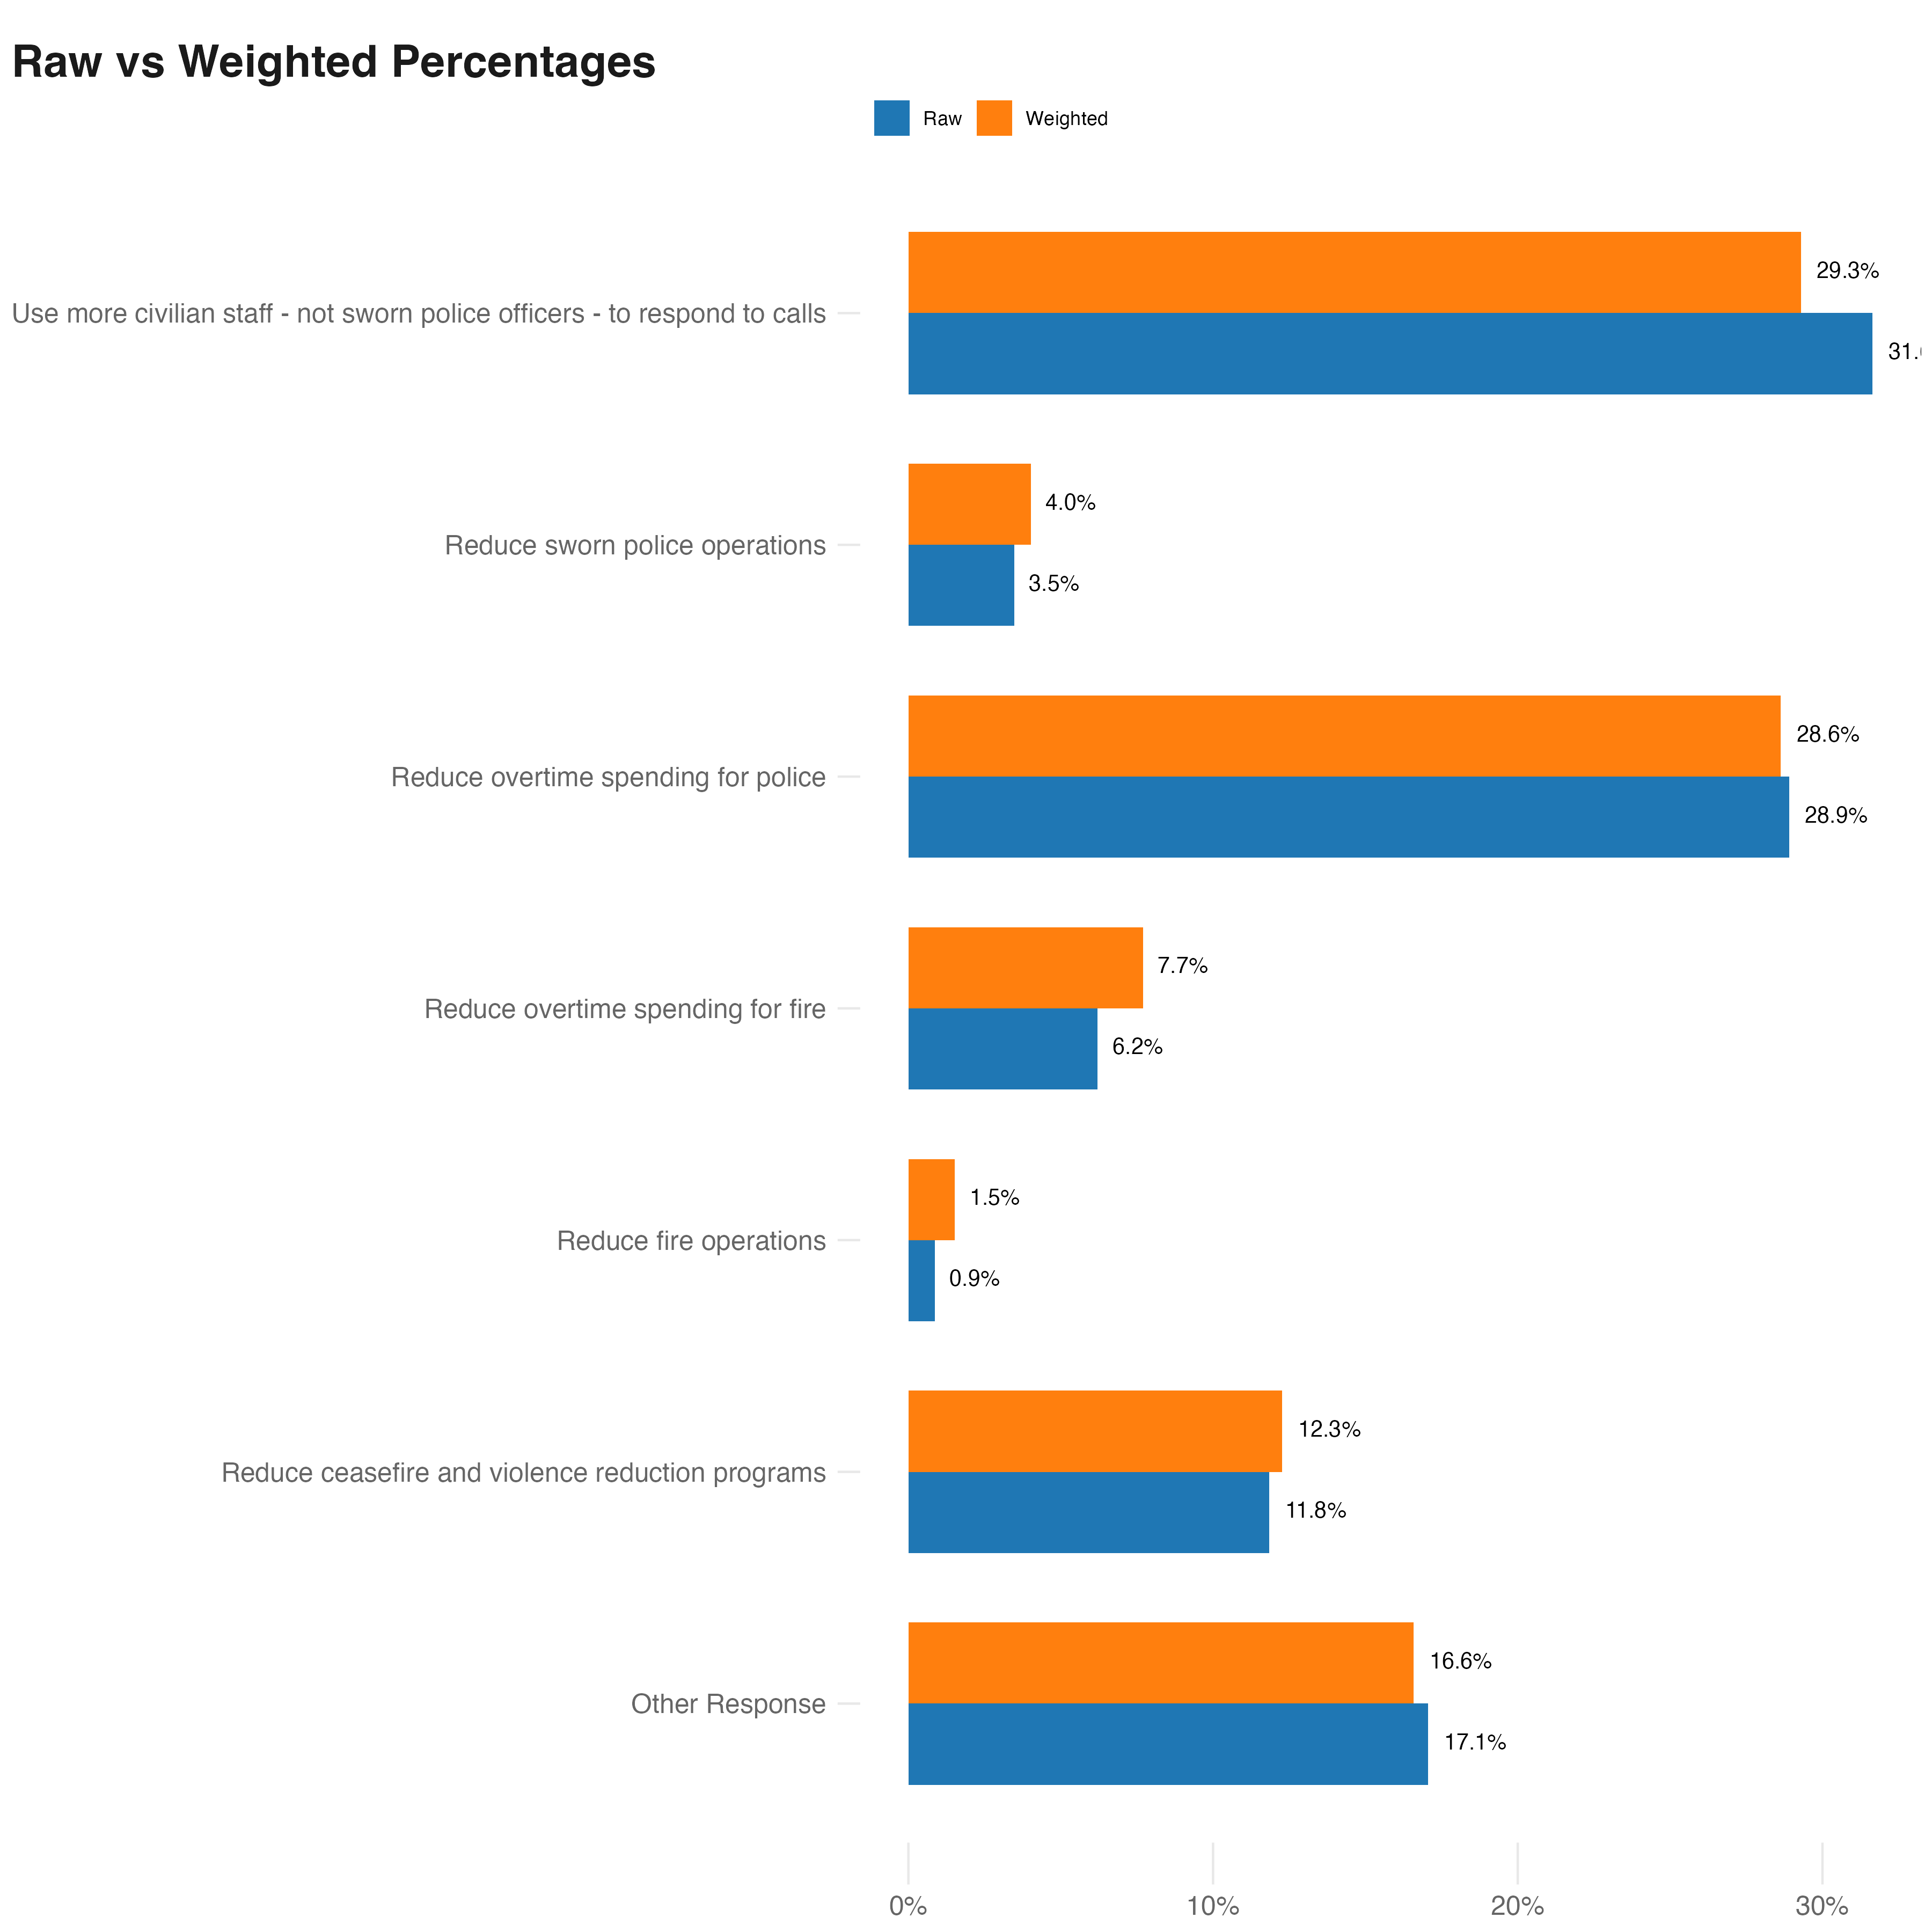 Raw vs Weighted Percentages
Raw Weighted
Use more civilian staff - not sworn police officers - to respond to calls
29.3%
31.
Reduce sworn police operations
4.0%
3.5%
Reduce overtime spending for police
28.6%
28.9%
Reduce overtime spending for fire
7.7%
6.2%
Reduce fire operations
1.5%
0.9%
Reduce ceasefire and violence reduction programs
12.3%
11.8%
Other Response
16.6%
17.1%
0% 10% 20% 30%